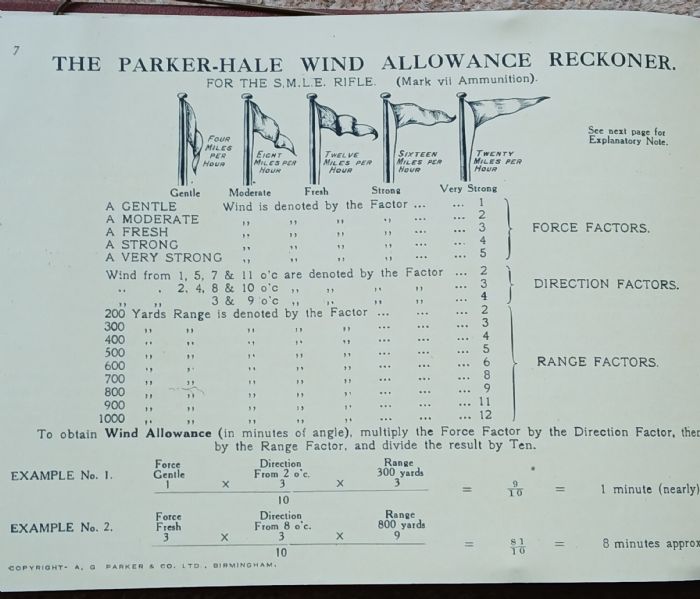 7
THE PARKER-HALE WIND ALLOWANCE RECKONER.
FOR THE S.M.L.E. RIFLE. (Mark vii Ammunition).
FOUR MILES PER HOUR
EIGHT MILES PER HOUR
TWELVE MILES PER HOUR
SIXTEEN MILES PER HOUR
TWENTY MILES PER HOUR
See next page for
Explanatory Note.
Gentle Moderate Fresh Strong Very Strong
A GENTLE Wind is denoted by the Factor ... ... 1
A MODERATE ,, ,, ,, ,, ... ... 2
A FRESH ,, ,, ,, ,, ... ... 3
A STRONG ,, ,, ,, ,, ... ... 4
A VERY STRONG ,, ,, ,, ,, ... ... 5
FORCE FACTORS.
Wind from 1, 5, 7 & 11 o'c are denoted by the Factor ... 2
,, ,, 2, 4, 8 & 10 o'c ,, ,, ,, ,, ... 3
,, ,, 3 & 9 o'c ,, ,, ,, ,, ... 4
DIRECTION FACTORS.
200 Yards Range is denoted by the Factor ... ... ... 2
300 ,, ,, ,, ,, ,, ... ... ... 3
400 ,, ,, ,, ,, ,, ... ... ... 4
500 ,, ,, ,, ,, ,, ... ... ... 5
600 ,, ,, ,, ,, ,, ... ... ... 6
700 ,, ,, ,, ,, ,, ... ... ... 8
800 ,, ,, ,, ,, ,, ... ... ... 9
900 ,, ,, ,, ,, ,, ... ... ... 11
1000 ,, ,, ,, ,, ,, ... ... ... 12
RANGE FACTORS.
To obtain Wind Allowance (in minutes of angle), multiply the Force Factor by the Direction Factor, then
by the Range Factor, and divide the result by Ten.
Force Direction Range
EXAMPLE No. 1. Gentle From 2 o'c. 300 yards
1 x 3 x 3
10
= 9/10 = 1 minute (nearly)
Force Direction Range
EXAMPLE No. 2. Fresh From 8 o'c. 800 yards
3 x 3 x 9
10
= 81/10 = 8 minutes approx
COPYRIGHT- A. G PARKER & CO. LTD., BIRMINGHAM.